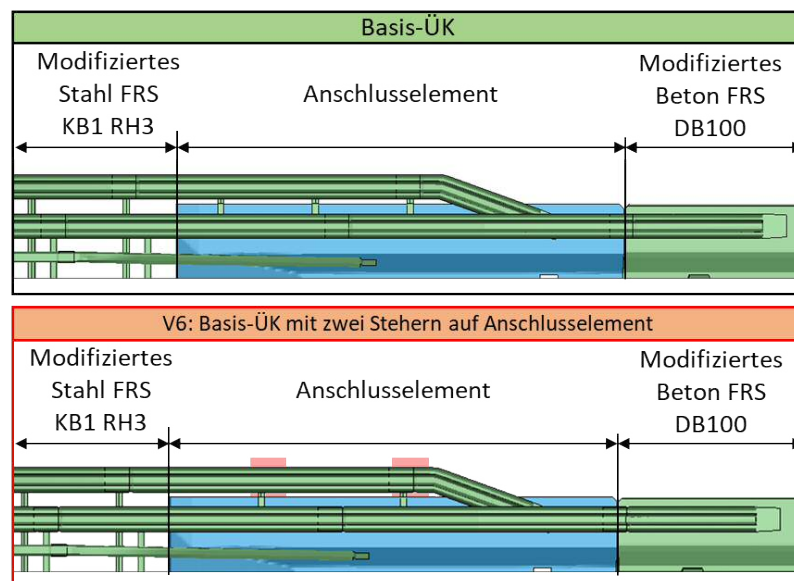 Basis-ÜK
Modifiziertes
Stahl FRS
KB1 RH3
Anschlusselement
Modifiziertes
Beton FRS
DB100
V6: Basis-ÜK mit zwei Stehern auf Anschlusselement
Modifiziertes
Stahl FRS
KB1 RH3
Anschlusselement
Modifiziertes
Beton FRS
DB100